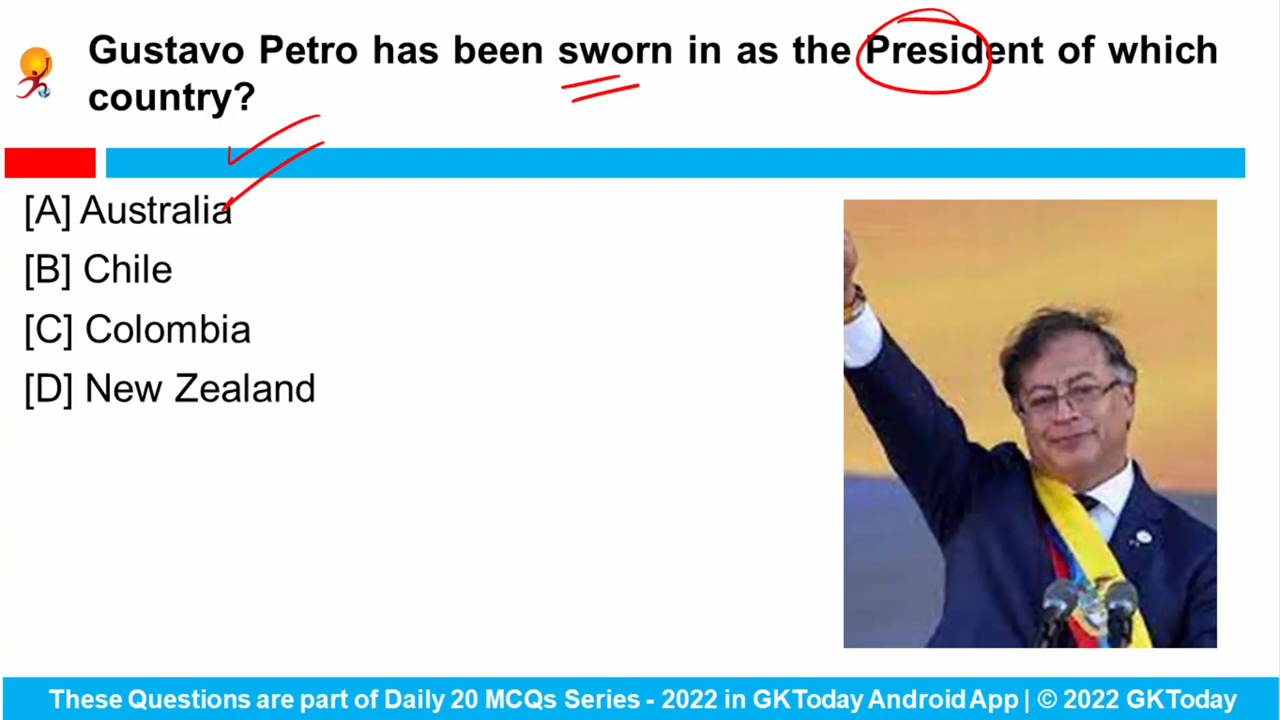 Gustavo Petro has been sworn in as the President of which
country?
[A] Australia
[B] Chile
[C] Colombia
[D] New Zealand
These Questions are part of Daily 20 MCQs Series - 2022 in GKToday Android App | © 2022 GKToday